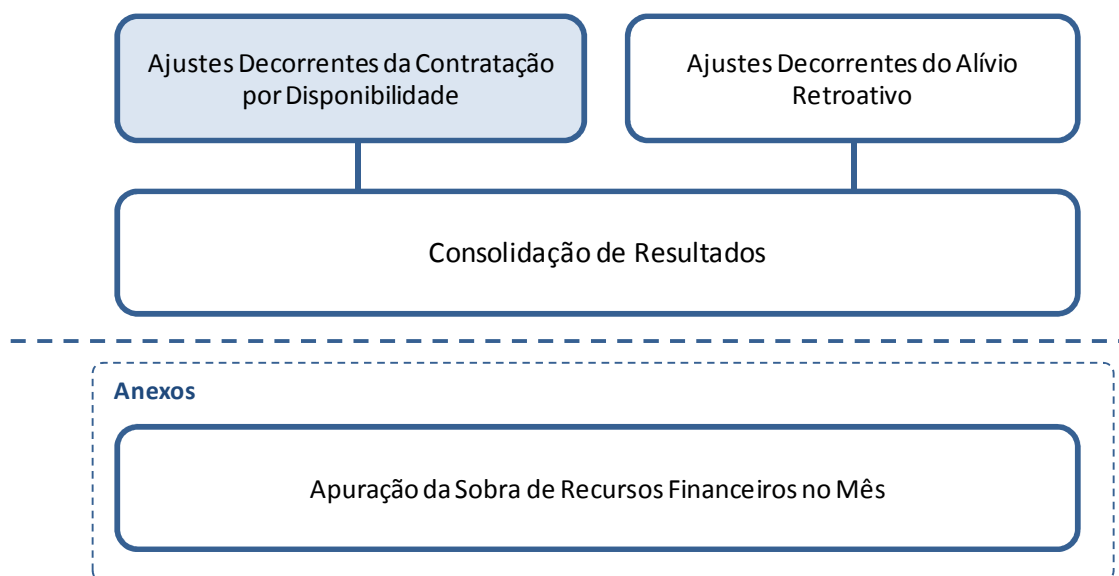 Ajustes Decorrentes da Contratação
por Disponibilidade
Ajustes Decorrentes do Alívio
Retroativo
Consolidação de Resultados
Anexos
Apuração da Sobra de Recursos Financeiros no Mês